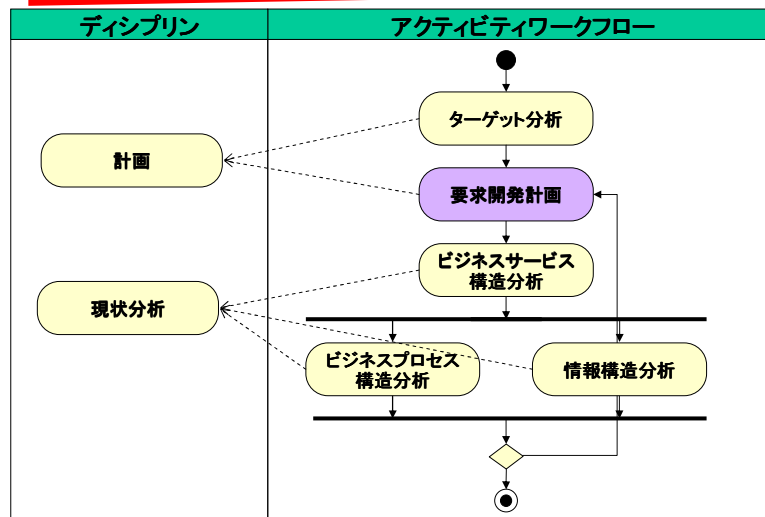 ディシプリン
アクティビティワークフロー
ターゲット分析
計画
要求開発計画
ビジネスサービス
構造分析
現状分析
ビジネスプロセス
構造分析
情報構造分析